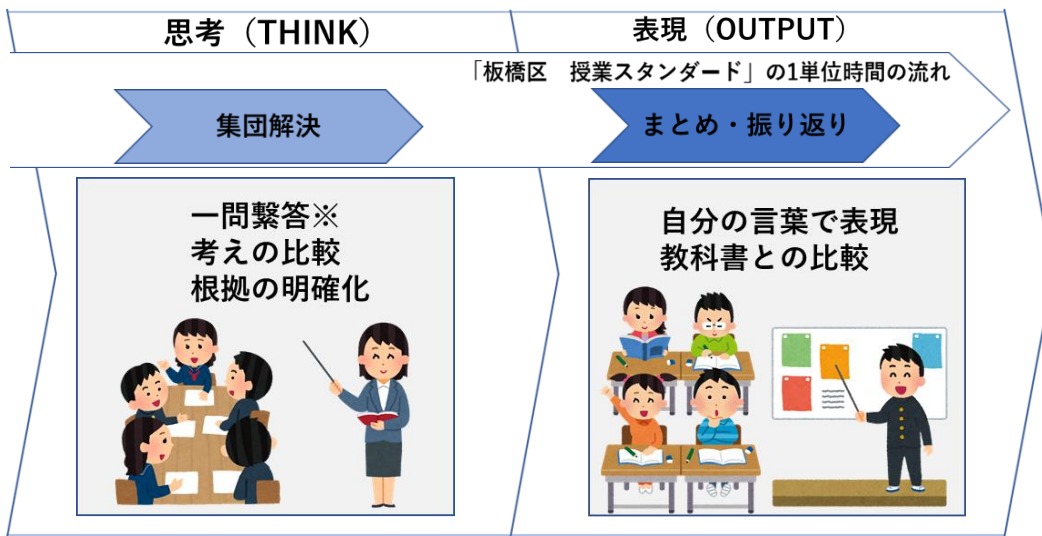 思考（THINK）
表現（OUTPUT）
「板橋区　授業スタンダード」の1単位時間の流れ
集団解決
まとめ・振り返り
一問繋答※
考えの比較
根拠の明確化
自分の言葉で表現
教科書との比較